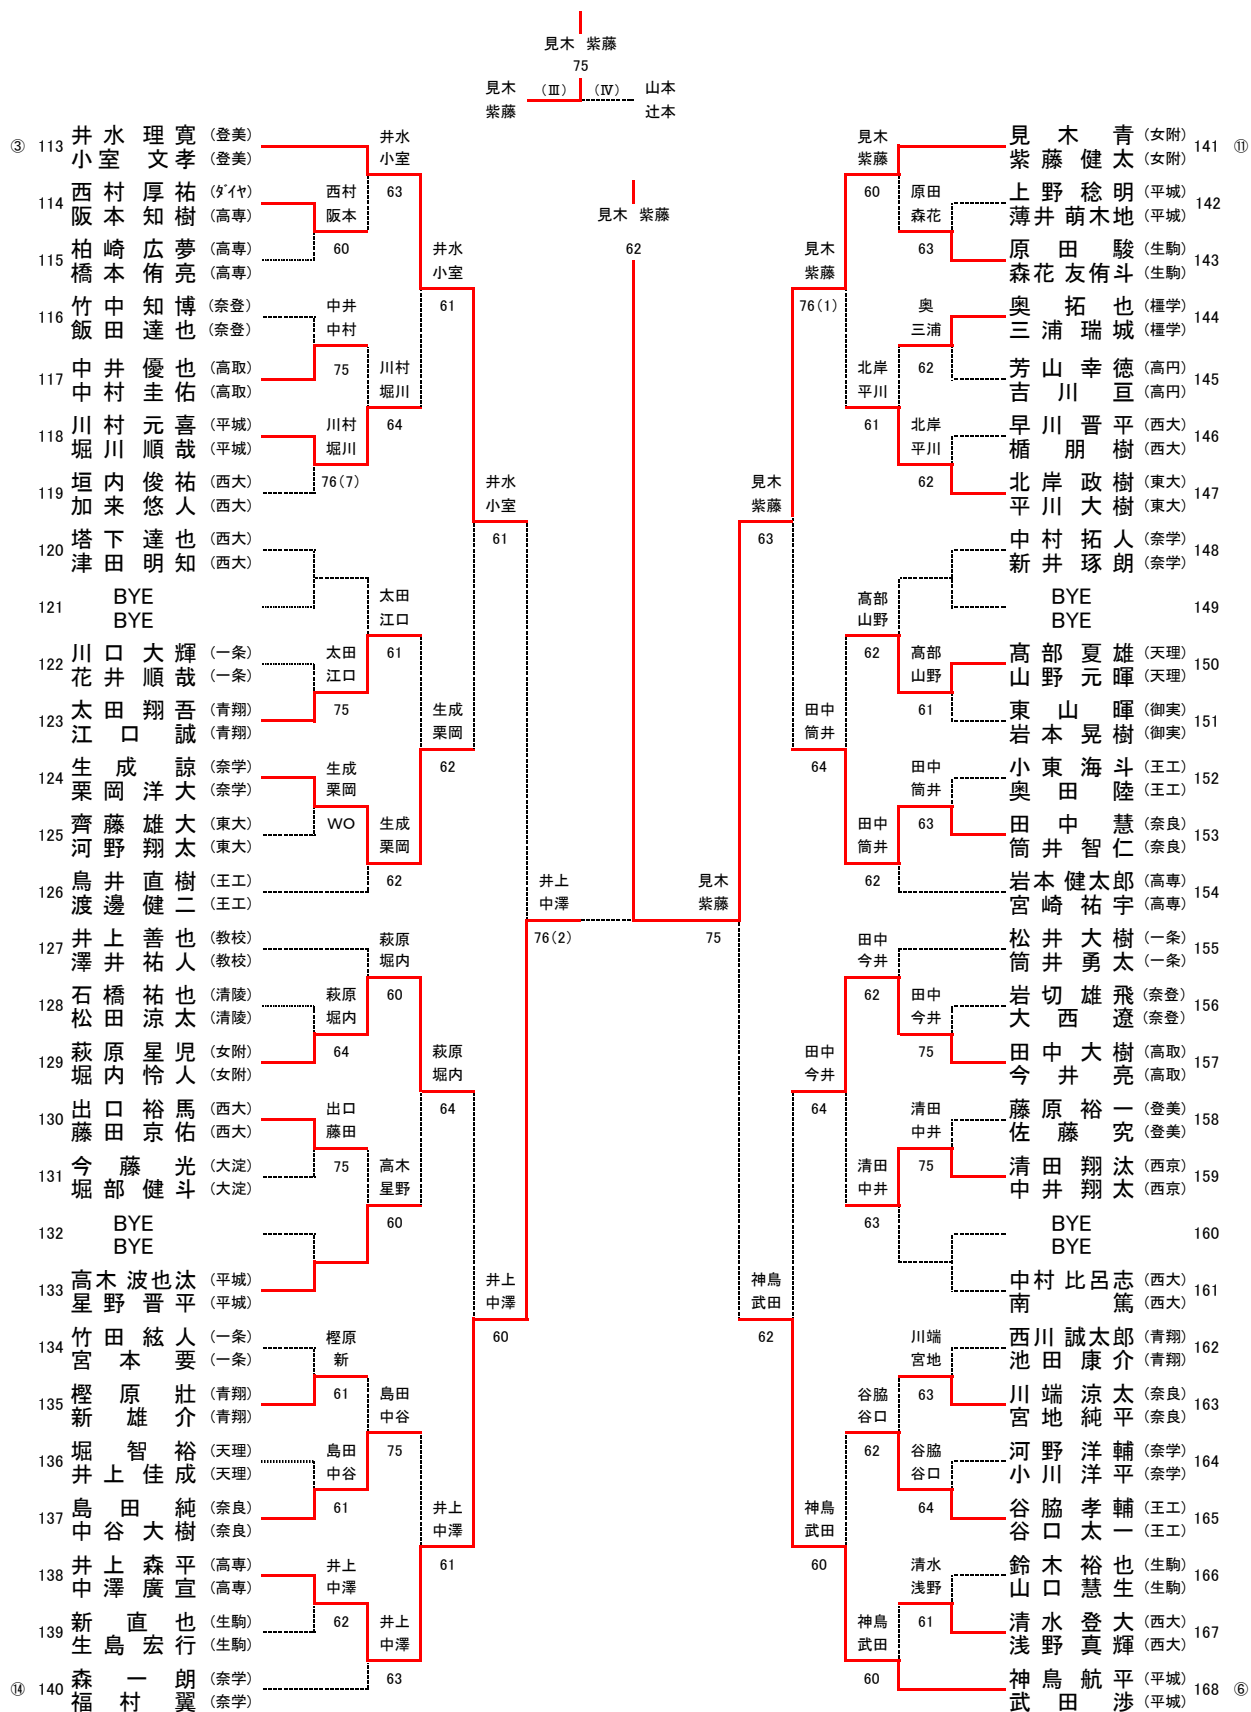 見木 紫藤
75
見木 (Ⅲ) (Ⅳ) 山本
紫藤 辻本
③ 113 井水理寛 (登美)
小室文孝 (登美)
114 西村厚祐 (ダイヤ)
阪本知樹 (高専)
115 柏崎広夢 (高専)
橋本侑亮 (高専)
116 竹中知博 (奈登)
飯田達也 (奈登)
117 中井優也 (高取)
中村圭佑 (高取)
118 川村元喜 (平城)
堀川順哉 (平城)
119 垣内俊祐 (西大)
加来悠人 (西大)
120 塔下達也 (西大)
津田明知 (西大)
121 BYE
BYE
122 川口大輝 (一条)
花井順哉 (一条)
123 太田翔吾 (青翔)
江口誠 (青翔)
124 生成諒 (奈学)
栗岡洋大 (奈学)
125 齊藤雄大 (東大)
河野翔太 (東大)
126 鳥井直樹 (王工)
渡邊健二 (王工)
127 井上善也 (教校)
澤井祐人 (教校)
128 石橋祐也 (清陵)
松田涼太 (清陵)
129 萩原星児 (女附)
堀内怜人 (女附)
130 出口裕馬 (西大)
藤田京佑 (西大)
131 今藤光 (大淀)
堀部健斗 (大淀)
132 BYE
BYE
133 高木波也汰 (平城)
星野晋平 (平城)
134 竹田絃人 (一条)
宮本要 (一条)
135 樫原壯 (青翔)
新雄介 (青翔)
136 堀智裕 (天理)
井上佳成 (天理)
137 島田純 (奈良)
中谷大樹 (奈良)
138 井上森平 (高専)
中澤廣宣 (高専)
139 新直也 (生駒)
生島宏行 (生駒)
⑭ 140 森一朗 (奈学)
福村翼 (奈学)
西村
阪本
60
中井
中村
75
川村
堀川
76(7)
太田
江口
75
生成
栗岡
WO
萩原
堀内
64
出口
藤田
75
樫原
新
61
島田
中谷
61
井上
中澤
62
井水
小室
63
川村
堀川
64
太田
江口
61
生成
栗岡
62
萩原
堀内
60
高木
星野
60
島田
中谷
75
井上
中澤
63
井水
小室
61
生成
栗岡
62
萩原
堀内
64
井上
中澤
61
井水
小室
61
井上
中澤
60
井上
中澤
76(2)
見木 紫藤
62
見木
紫藤
75
見木
紫藤
63
神鳥
武田
62
見木
紫藤
76(1)
田中
筒井
64
田中
今井
64
神鳥
武田
60
見木
紫藤
60
北岸
平川
61
髙部
山野
62
田中
筒井
62
田中
今井
62
清田
中井
63
谷脇
谷口
62
神鳥
武田
60
原田
森花
63
奥
三浦
62
北岸
平川
62
髙部
山野
61
田中
筒井
63
田中
今井
75
清田
中井
75
川端
宮地
63
谷脇
谷口
64
清水
浅野
61
見木青 (女附) 141 ⑪
紫藤健太 (女附)
上野稔明 (平城) 142
薄井萌木地 (平城)
原田駿 (生駒) 143
森花友侑斗 (生駒)
奥拓也 (橿学) 144
三浦瑞城 (橿学)
芳山幸徳 (高円) 145
吉川亘 (高円)
早川晋平 (西大) 146
楯朋樹 (西大)
北岸政樹 (東大) 147
平川大樹 (東大)
中村拓人 (奈学) 148
新井琢朗 (奈学)
BYE 149
BYE
髙部夏雄 (天理) 150
山野元暉 (天理)
東山暉 (御実) 151
岩本晃樹 (御実)
小東海斗 (王工) 152
奥田陸 (王工)
田中慧 (奈良) 153
筒井智仁 (奈良)
岩本健太郎 (高専) 154
宮崎祐宇 (高専)
松井大樹 (一条) 155
筒井勇太 (一条)
岩切雄飛 (奈登) 156
大西遼 (奈登)
田中大樹 (高取) 157
今井亮 (高取)
藤原裕一 (登美) 158
佐藤究 (登美)
清田翔汰 (西京) 159
中井翔太 (西京)
BYE 160
BYE
中村比呂志 (西大) 161
南篤 (西大)
西川誠太郎 (青翔) 162
池田康介 (青翔)
川端涼太 (奈良) 163
宮地純平 (奈良)
河野洋輔 (奈学) 164
小川洋平 (奈学)
谷脇孝輔 (王工) 165
谷口太一 (王工)
鈴木裕也 (生駒) 166
山口慧生 (生駒)
清水登大 (西大) 167
浅野真輝 (西大)
神鳥航平 (平城) 168 ⑥
武田渉 (平城)